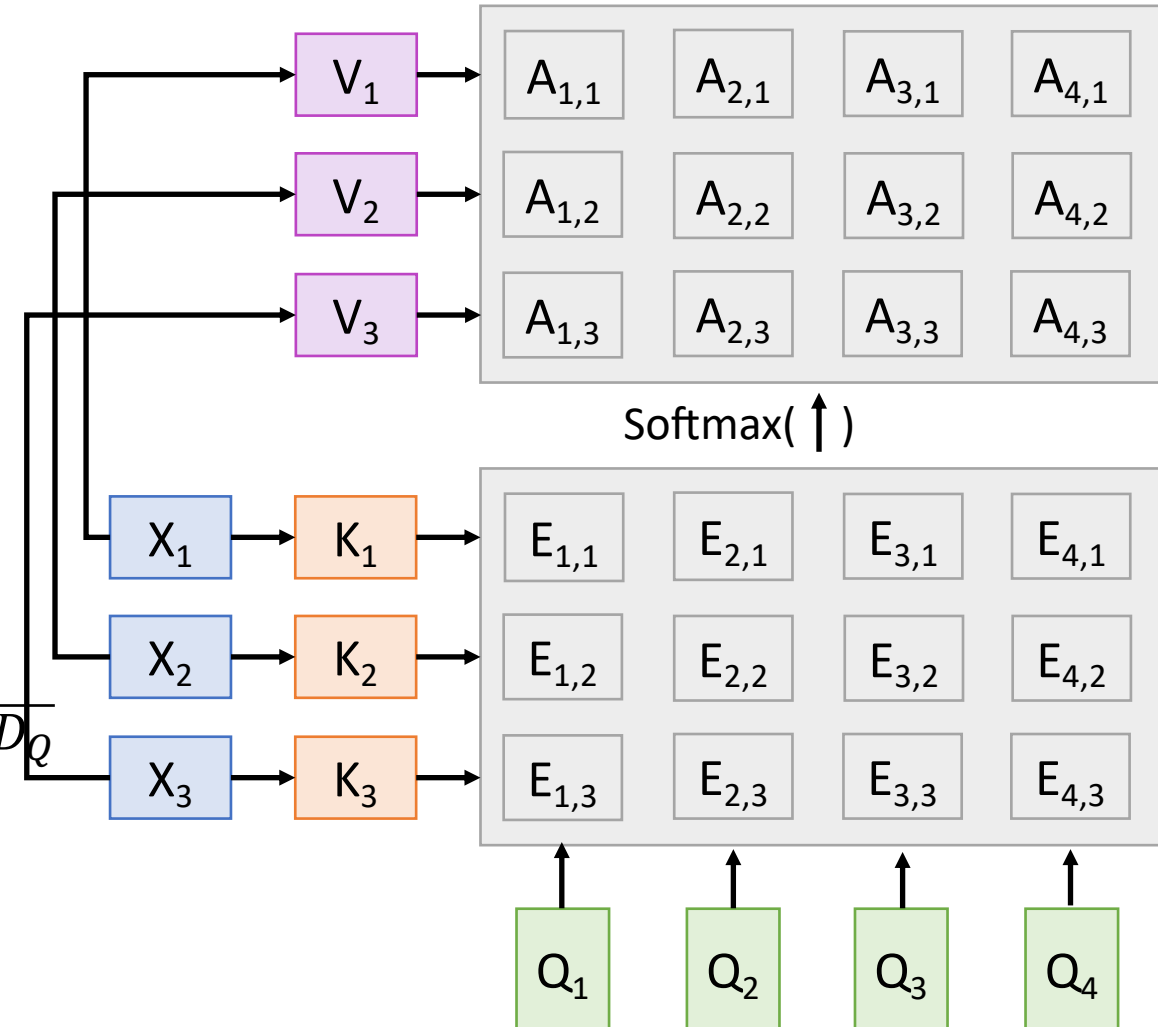 V1 A1,1 A2,1 A3,1 A4,1
V2 A1,2 A2,2 A3,2 A4,2
V3 A1,3 A2,3 A3,3 A4,3
Softmax( ↑ )
X1 K1 E1,1 E2,1 E3,1 E4,1
X2 K2 E1,2 E2,2 E3,2 E4,2
DQ
X3 K3 E1,3 E2,3 E3,3 E4,3
Q1 Q2 Q3 Q4